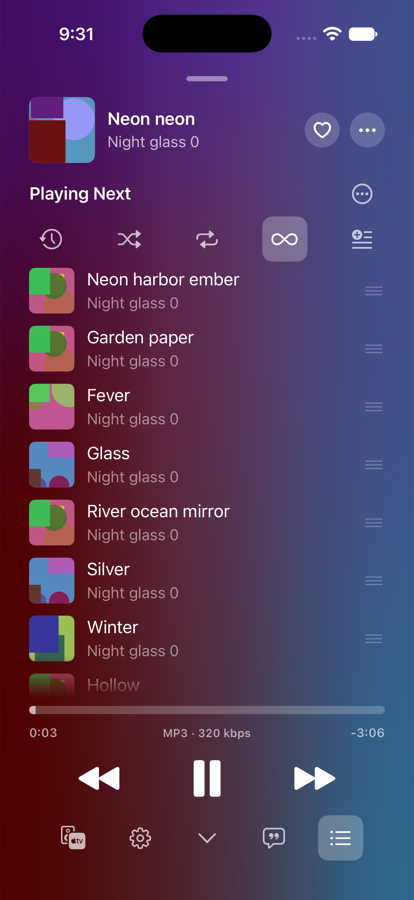 9:31
Neon neon
Night glass 0
Playing Next
Neon harbor ember
Night glass 0
Garden paper
Night glass 0
Fever
Night glass 0
Glass
Night glass 0
River ocean mirror
Night glass 0
Silver
Night glass 0
Winter
Night glass 0
Hollow
0:03
MP3 · 320 kbps
-3:06
tv